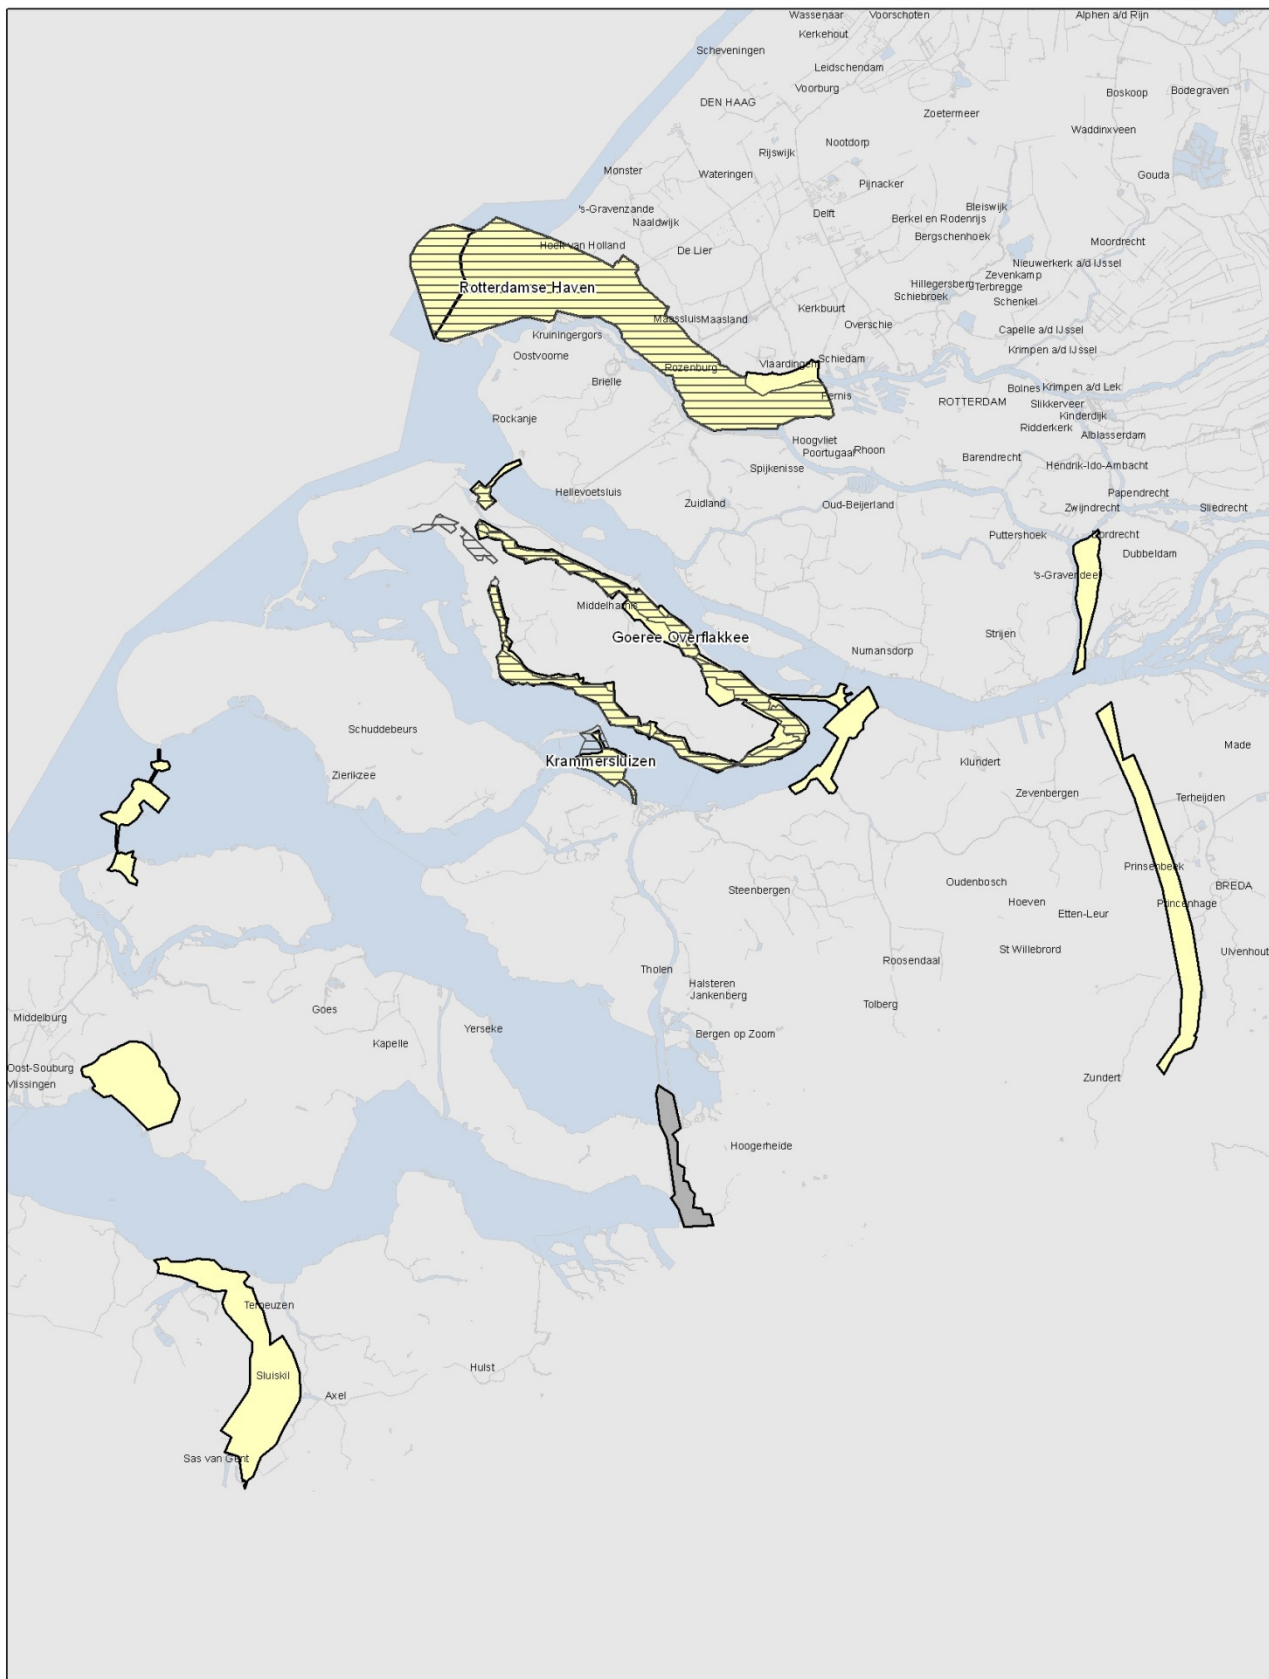 Wassenaar
Voorschoten
Alphen a/d Rijn
Kerkehout
Scheveningen
Leidschendam
Voorburg
Boskoop
Bodegraven
DEN HAAG
Zoetermeer
Waddinxveen
Nootdorp
Rijswijk
Monster
Wateringen
Gouda
Pijnacker
's-Gravenzande
Delft
Bleiswijk
Naaldwijk
Berkel en Rodenrijs
Hoek van Holland
De Lier
Bergschenhoek
Moordrecht
Nieuwerkerk a/d IJssel
Zevenkamp
Hillegersberg
Terbregge
Rotterdamse Haven
Schiebroek
Schenkel
Kerkbuurt
Maassluis
Maasland
Overschie
Capelle a/d IJssel
Kruiningergors
Oostvoorne
Krimpen a/d IJssel
Schiedam
Vlaardingen
Rozenburg
Brielle
Bolnes
Krimpen a/d Lek
Pernis
ROTTERDAM
Slikkerveer
Kinderdijk
Rockanje
Ridderkerk
Alblasserdam
Hoogvliet
Poortugaal
Rhoon
Barendrecht
Spijkenisse
Hendrik-Ido-Ambacht
Hellevoetsluis
Papendrecht
Zuidland
Oud-Beijerland
Zwijndrecht
Sliedrecht
Puttershoek
Dordrecht
Dubbeldam
's-Gravendeel
Middelharnis
Strijen
Goeree Overflakkee
Numansdorp
Schuddebeurs
Made
Krammersluizen
Klundert
Zierikzee
Zevenbergen
Terheijden
Prinsenbeek
Steenbergen
Oudenbosch
BREDA
Hoeven
Princenhage
Etten-Leur
St Willebrord
Ulvenhout
Roosendaal
Tholen
Halsteren
Jankenberg
Tolberg
Goes
Middelburg
Yerseke
Bergen op Zoom
Kapelle
Oost-Souburg
Vlissingen
Zundert
Hoogerheide
Terneuzen
Hulst
Sluiskil
Axel
Sas van Gent